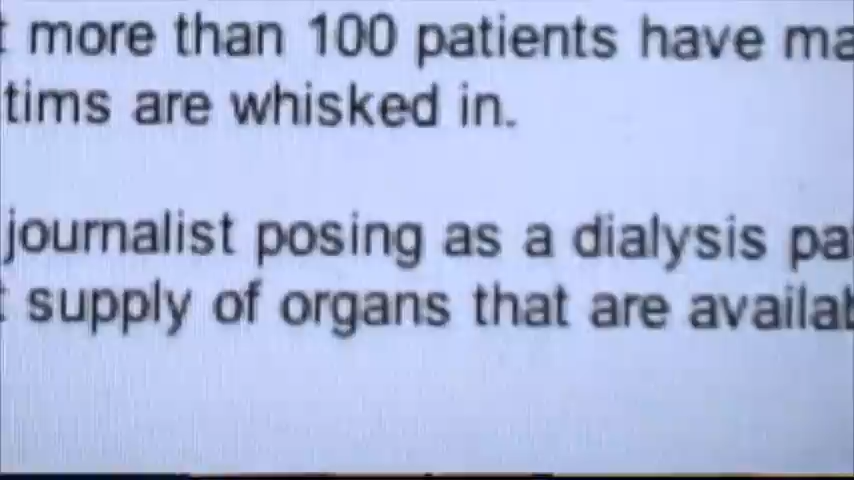 more than 100 patients have ma
tims are whisked in.
journalist posing as a dialysis pa
supply of organs that are availab